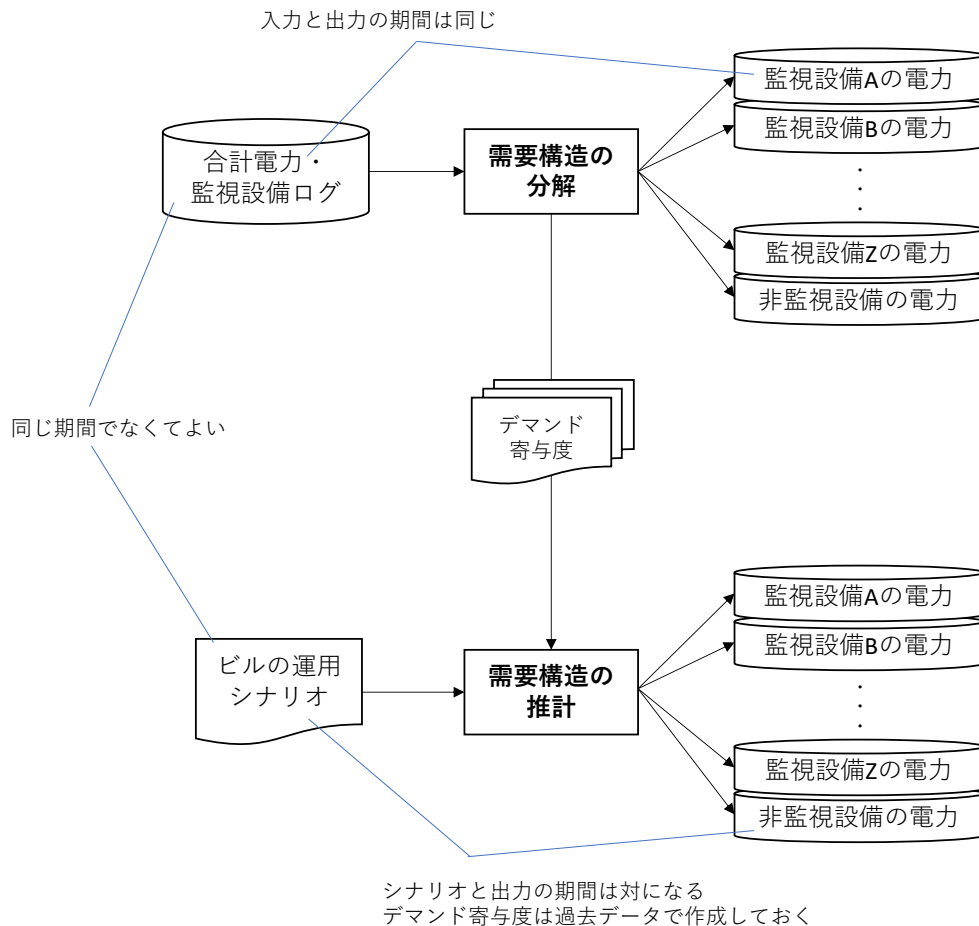 入力と出力の期間は同じ
監視設備Aの電力
監視設備Bの電力
合計電力・
監視設備ログ
需要構造の
分解
・
・
・
監視設備Zの電力
非監視設備の電力
同じ期間でなくてよい
デマンド
寄与度
監視設備Aの電力
監視設備Bの電力
ビルの運用
シナリオ
需要構造の
推計
・
・
・
監視設備Zの電力
非監視設備の電力
シナリオと出力の期間は対になる
デマンド寄与度は過去データで作成しておく